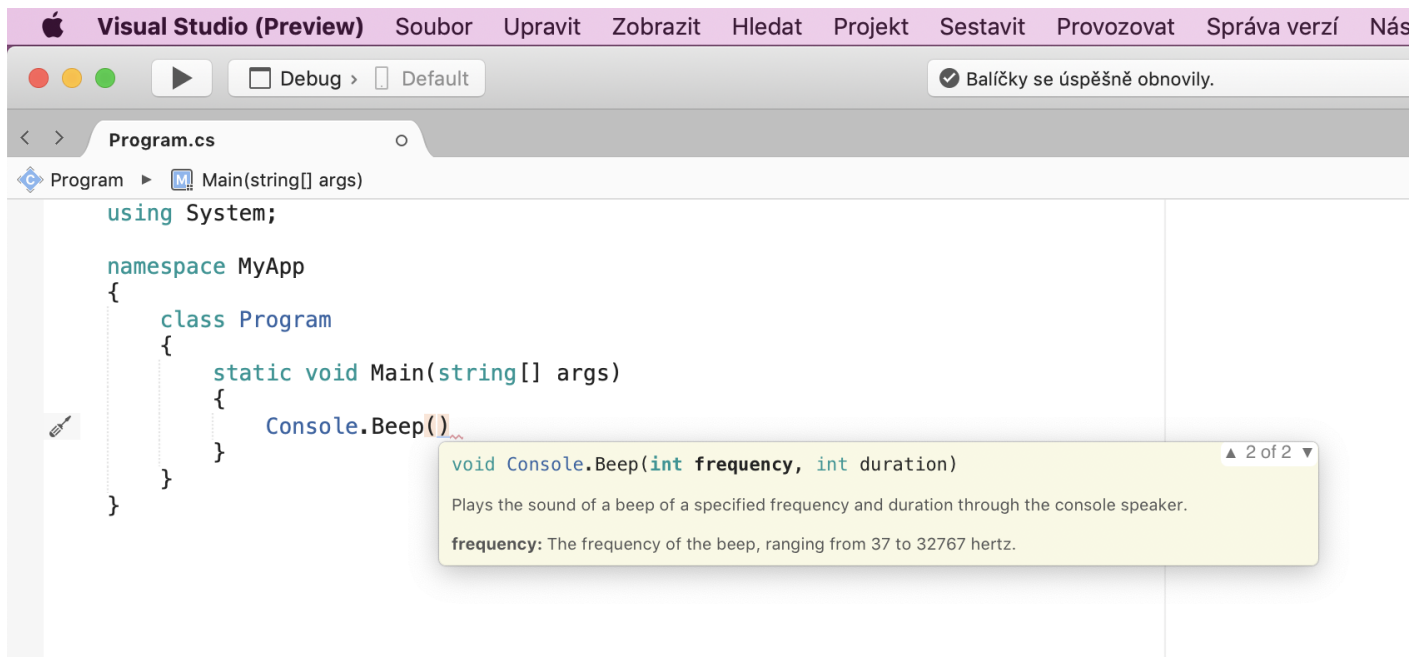 Visual Studio (Preview) Soubor Upravit Zobrazit Hledat Projekt Sestavit Provozovat Správa verzí Nás
Debug › Default
Balíčky se úspěšně obnovily.
Program.cs
Program ▸ M Main(string[] args)
using System;
namespace MyApp
{
class Program
{
static void Main(string[] args)
{
Console.Beep()
}
}
}
void Console.Beep(int frequency, int duration)
▲ 2 of 2 ▼
Plays the sound of a beep of a specified frequency and duration through the console speaker.
frequency: The frequency of the beep, ranging from 37 to 32767 hertz.